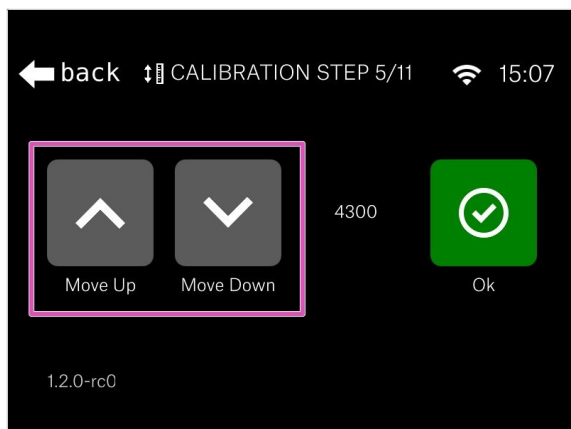 back CALIBRATION STEP 5/11 15:07
4300
Move Up Move Down Ok
1.2.0-rc0